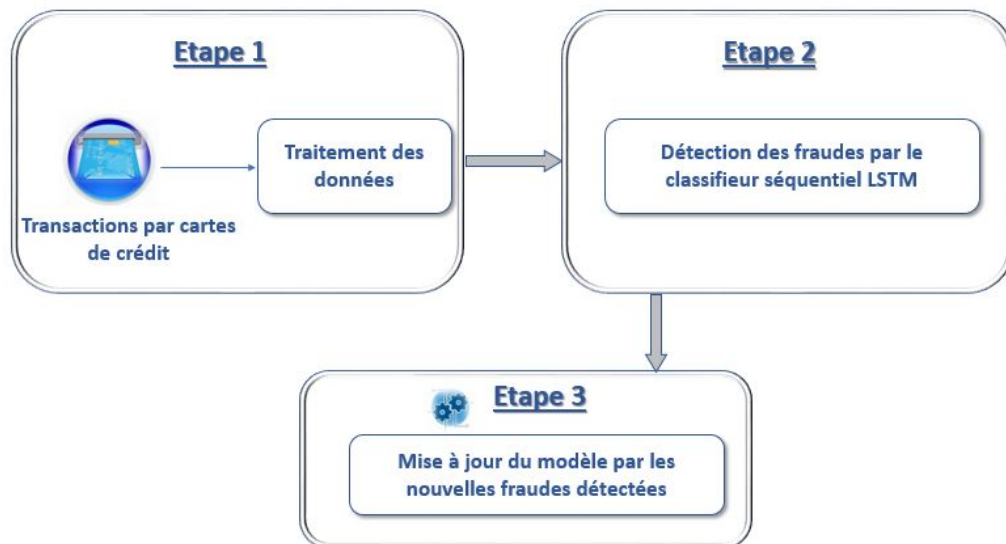 Etape 1
Traitement des
données
Transactions par cartes
de crédit
Etape 2
Détection des fraudes par le
classifieur séquentiel LSTM
Etape 3
Mise à jour du modèle par les
nouvelles fraudes détectées